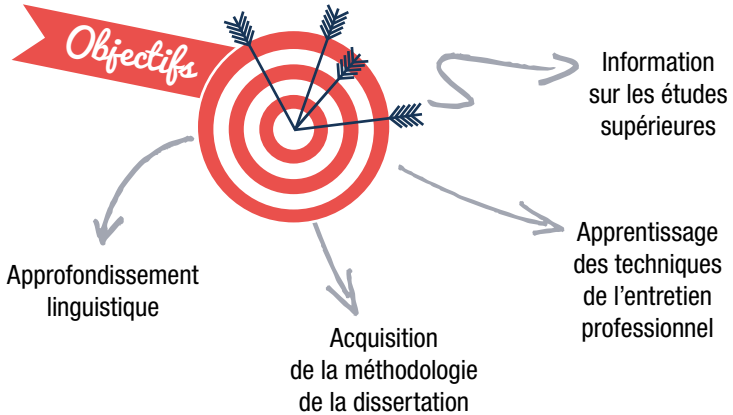 Objectifs
Information
sur les études
supérieures
Apprentissage
des techniques
de l'entretien
professionnel
Approfondissement
linguistique
Acquisition
de la méthodologie
de la dissertation